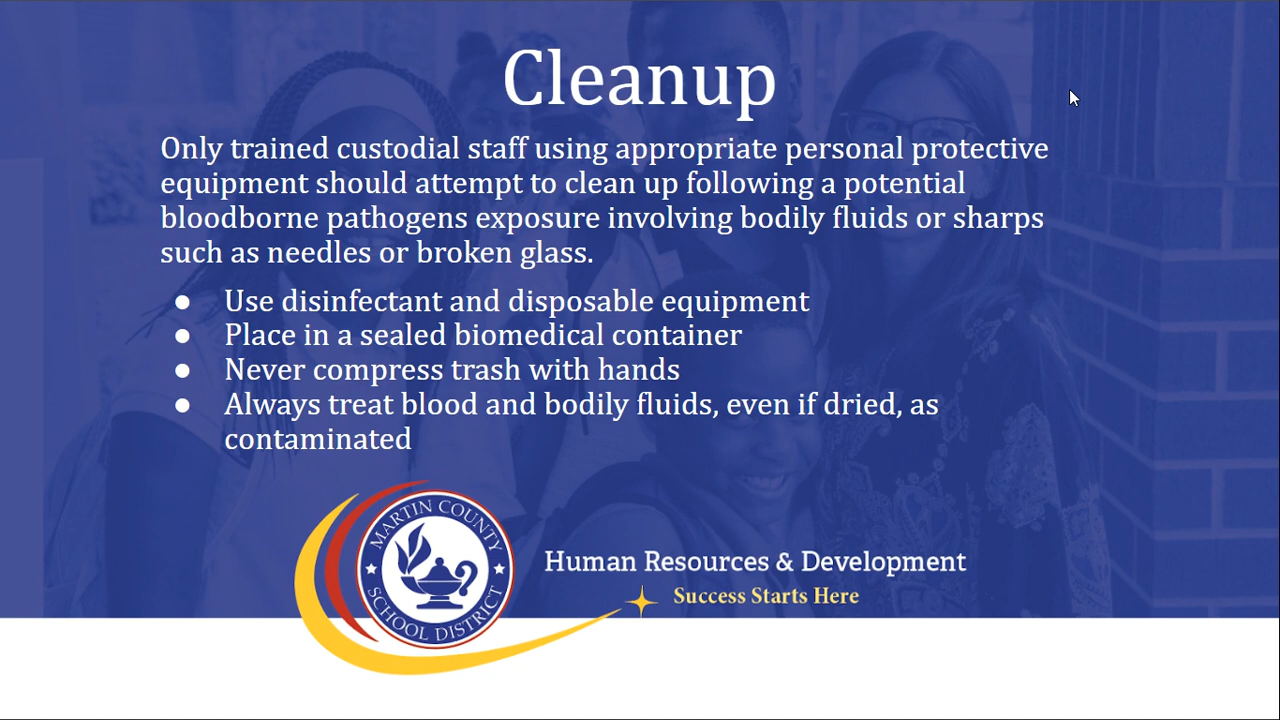 Cleanup
Only trained custodial staff using appropriate personal protective
equipment should attempt to clean up following a potential
bloodborne pathogens exposure involving bodily fluids or sharps
such as needles or broken glass.
● Use disinfectant and disposable equipment
● Place in a sealed biomedical container
● Never compress trash with hands
● Always treat blood and bodily fluids, even if dried, as
contaminated
MARTIN COUNTY
SCHOOL DISTRICT
Human Resources & Development
Success Starts Here